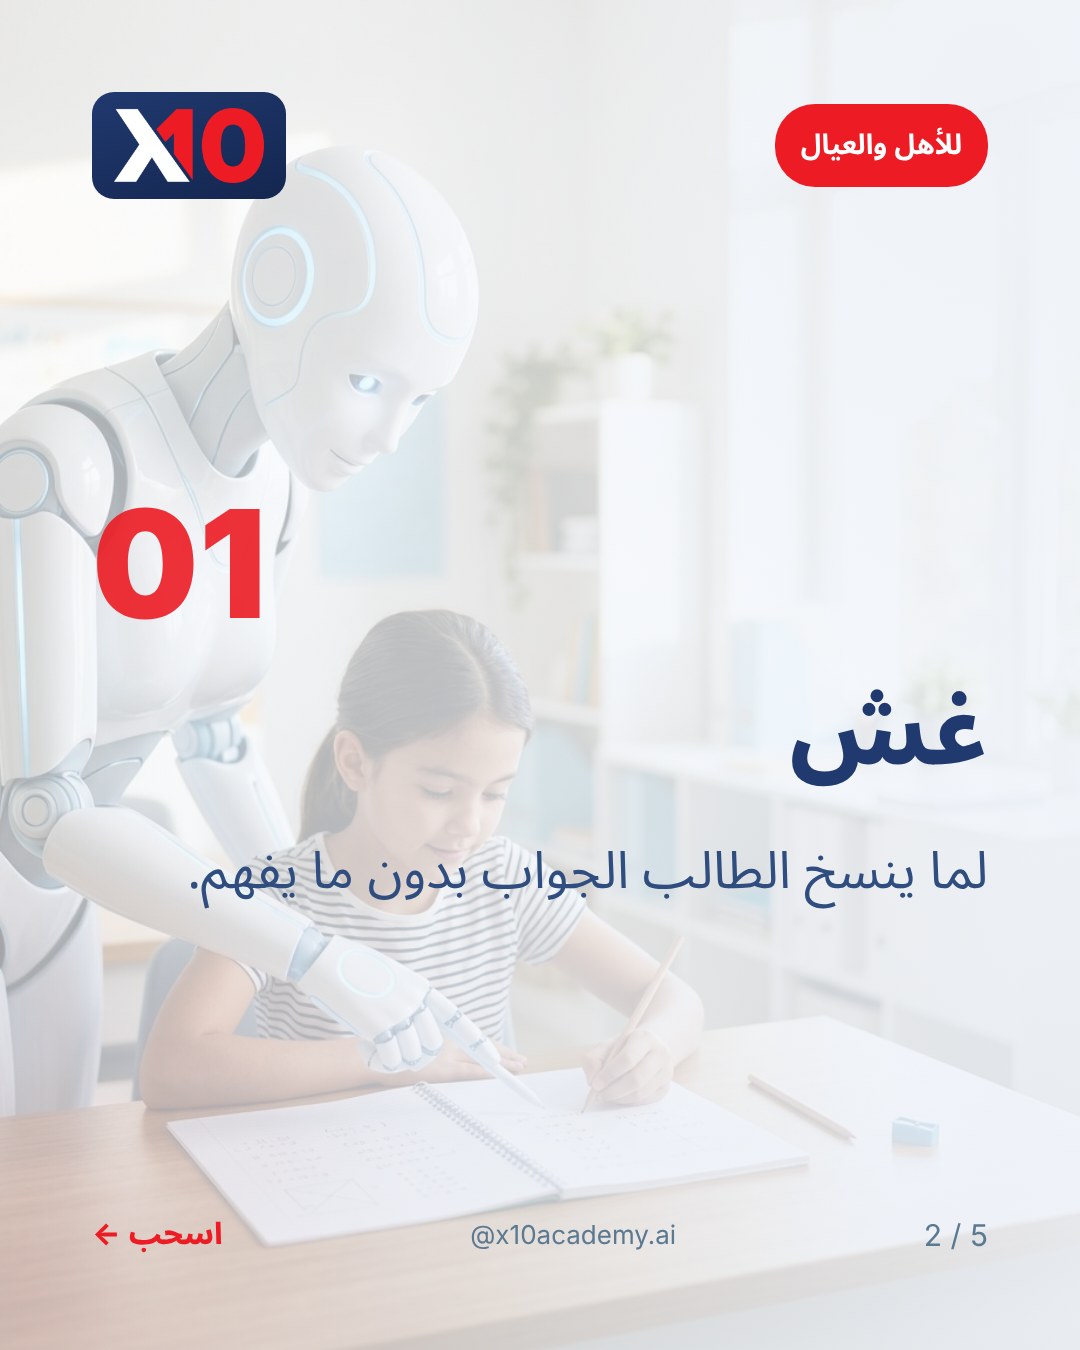 X10
للأهل والعيال
01
غش
لما ينسخ الطالب الجواب بدون ما يفهم.
اسحب ←
@x10academy.ai
2 / 5